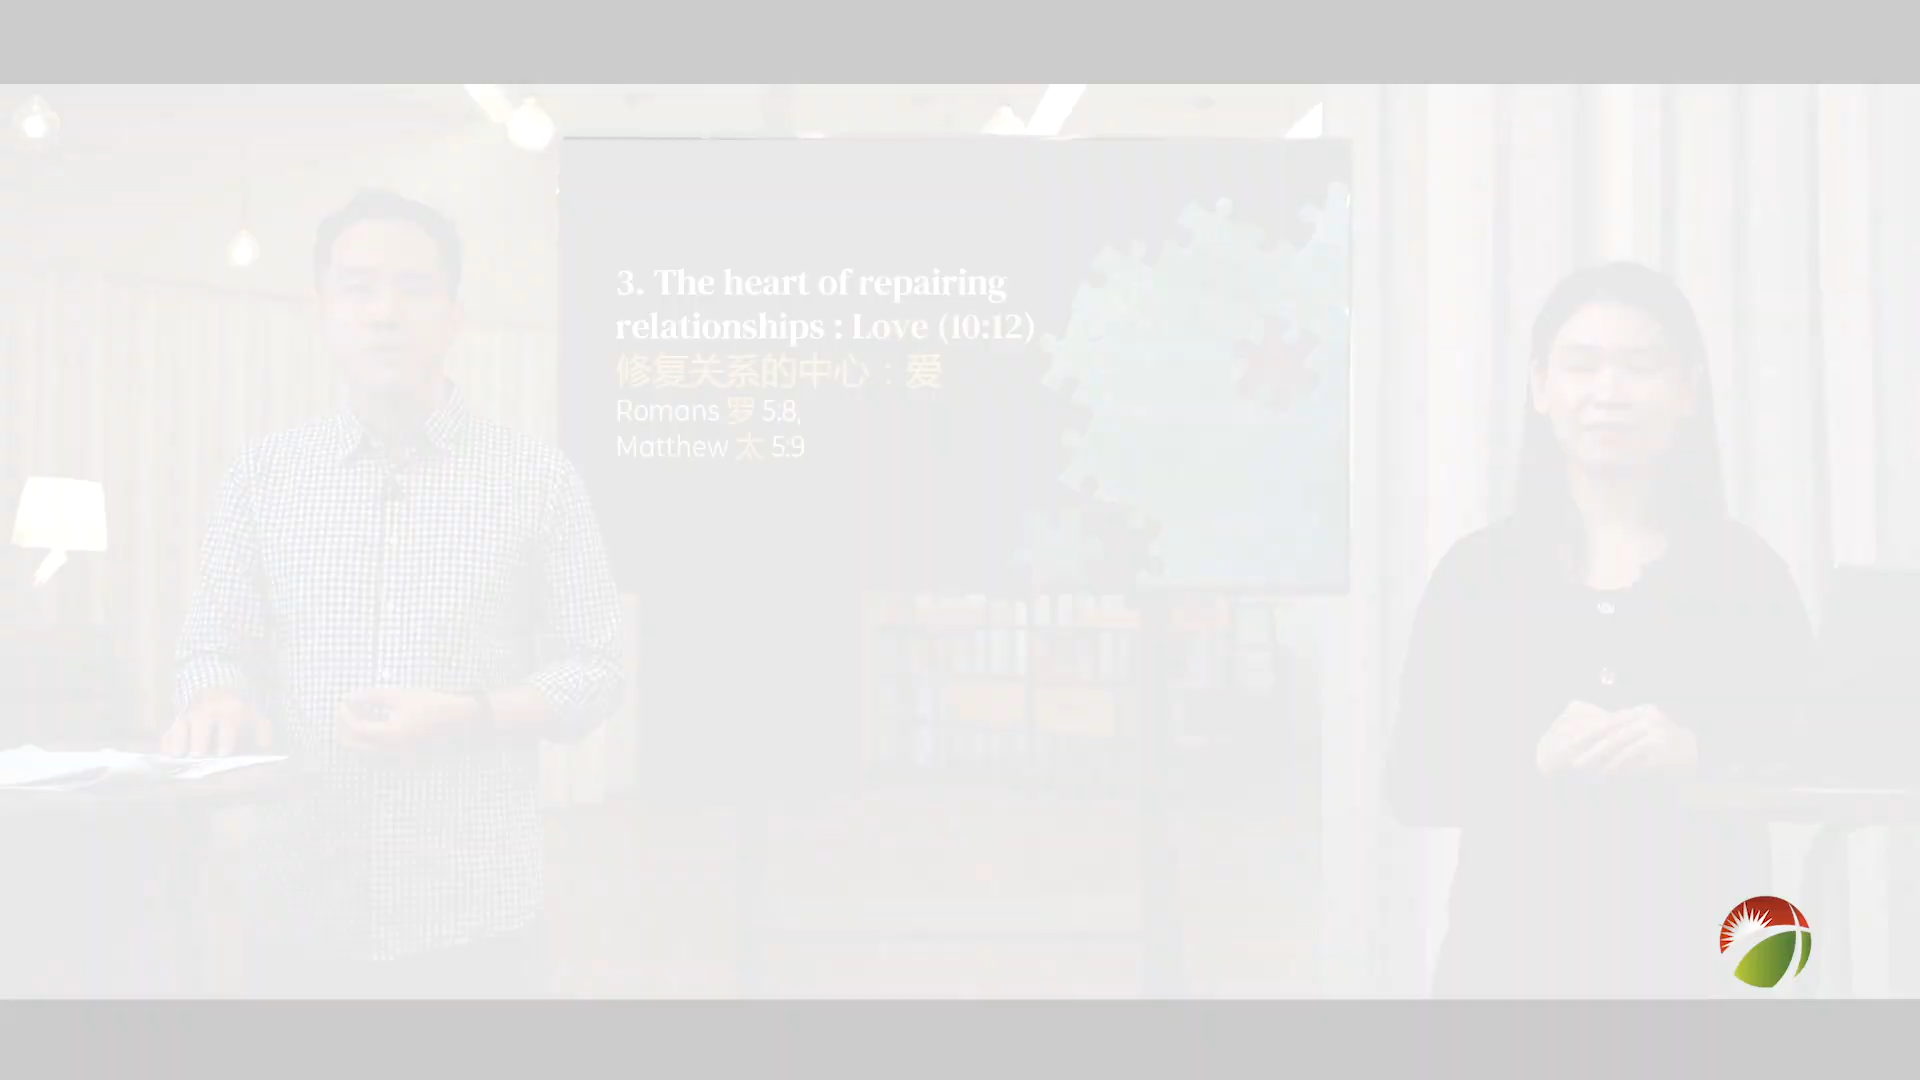 3. The heart of repairing
relationships : Love (10:12)
修复关系的中心：爱
Romans 罗 5:8,
Matthew 太 5:9